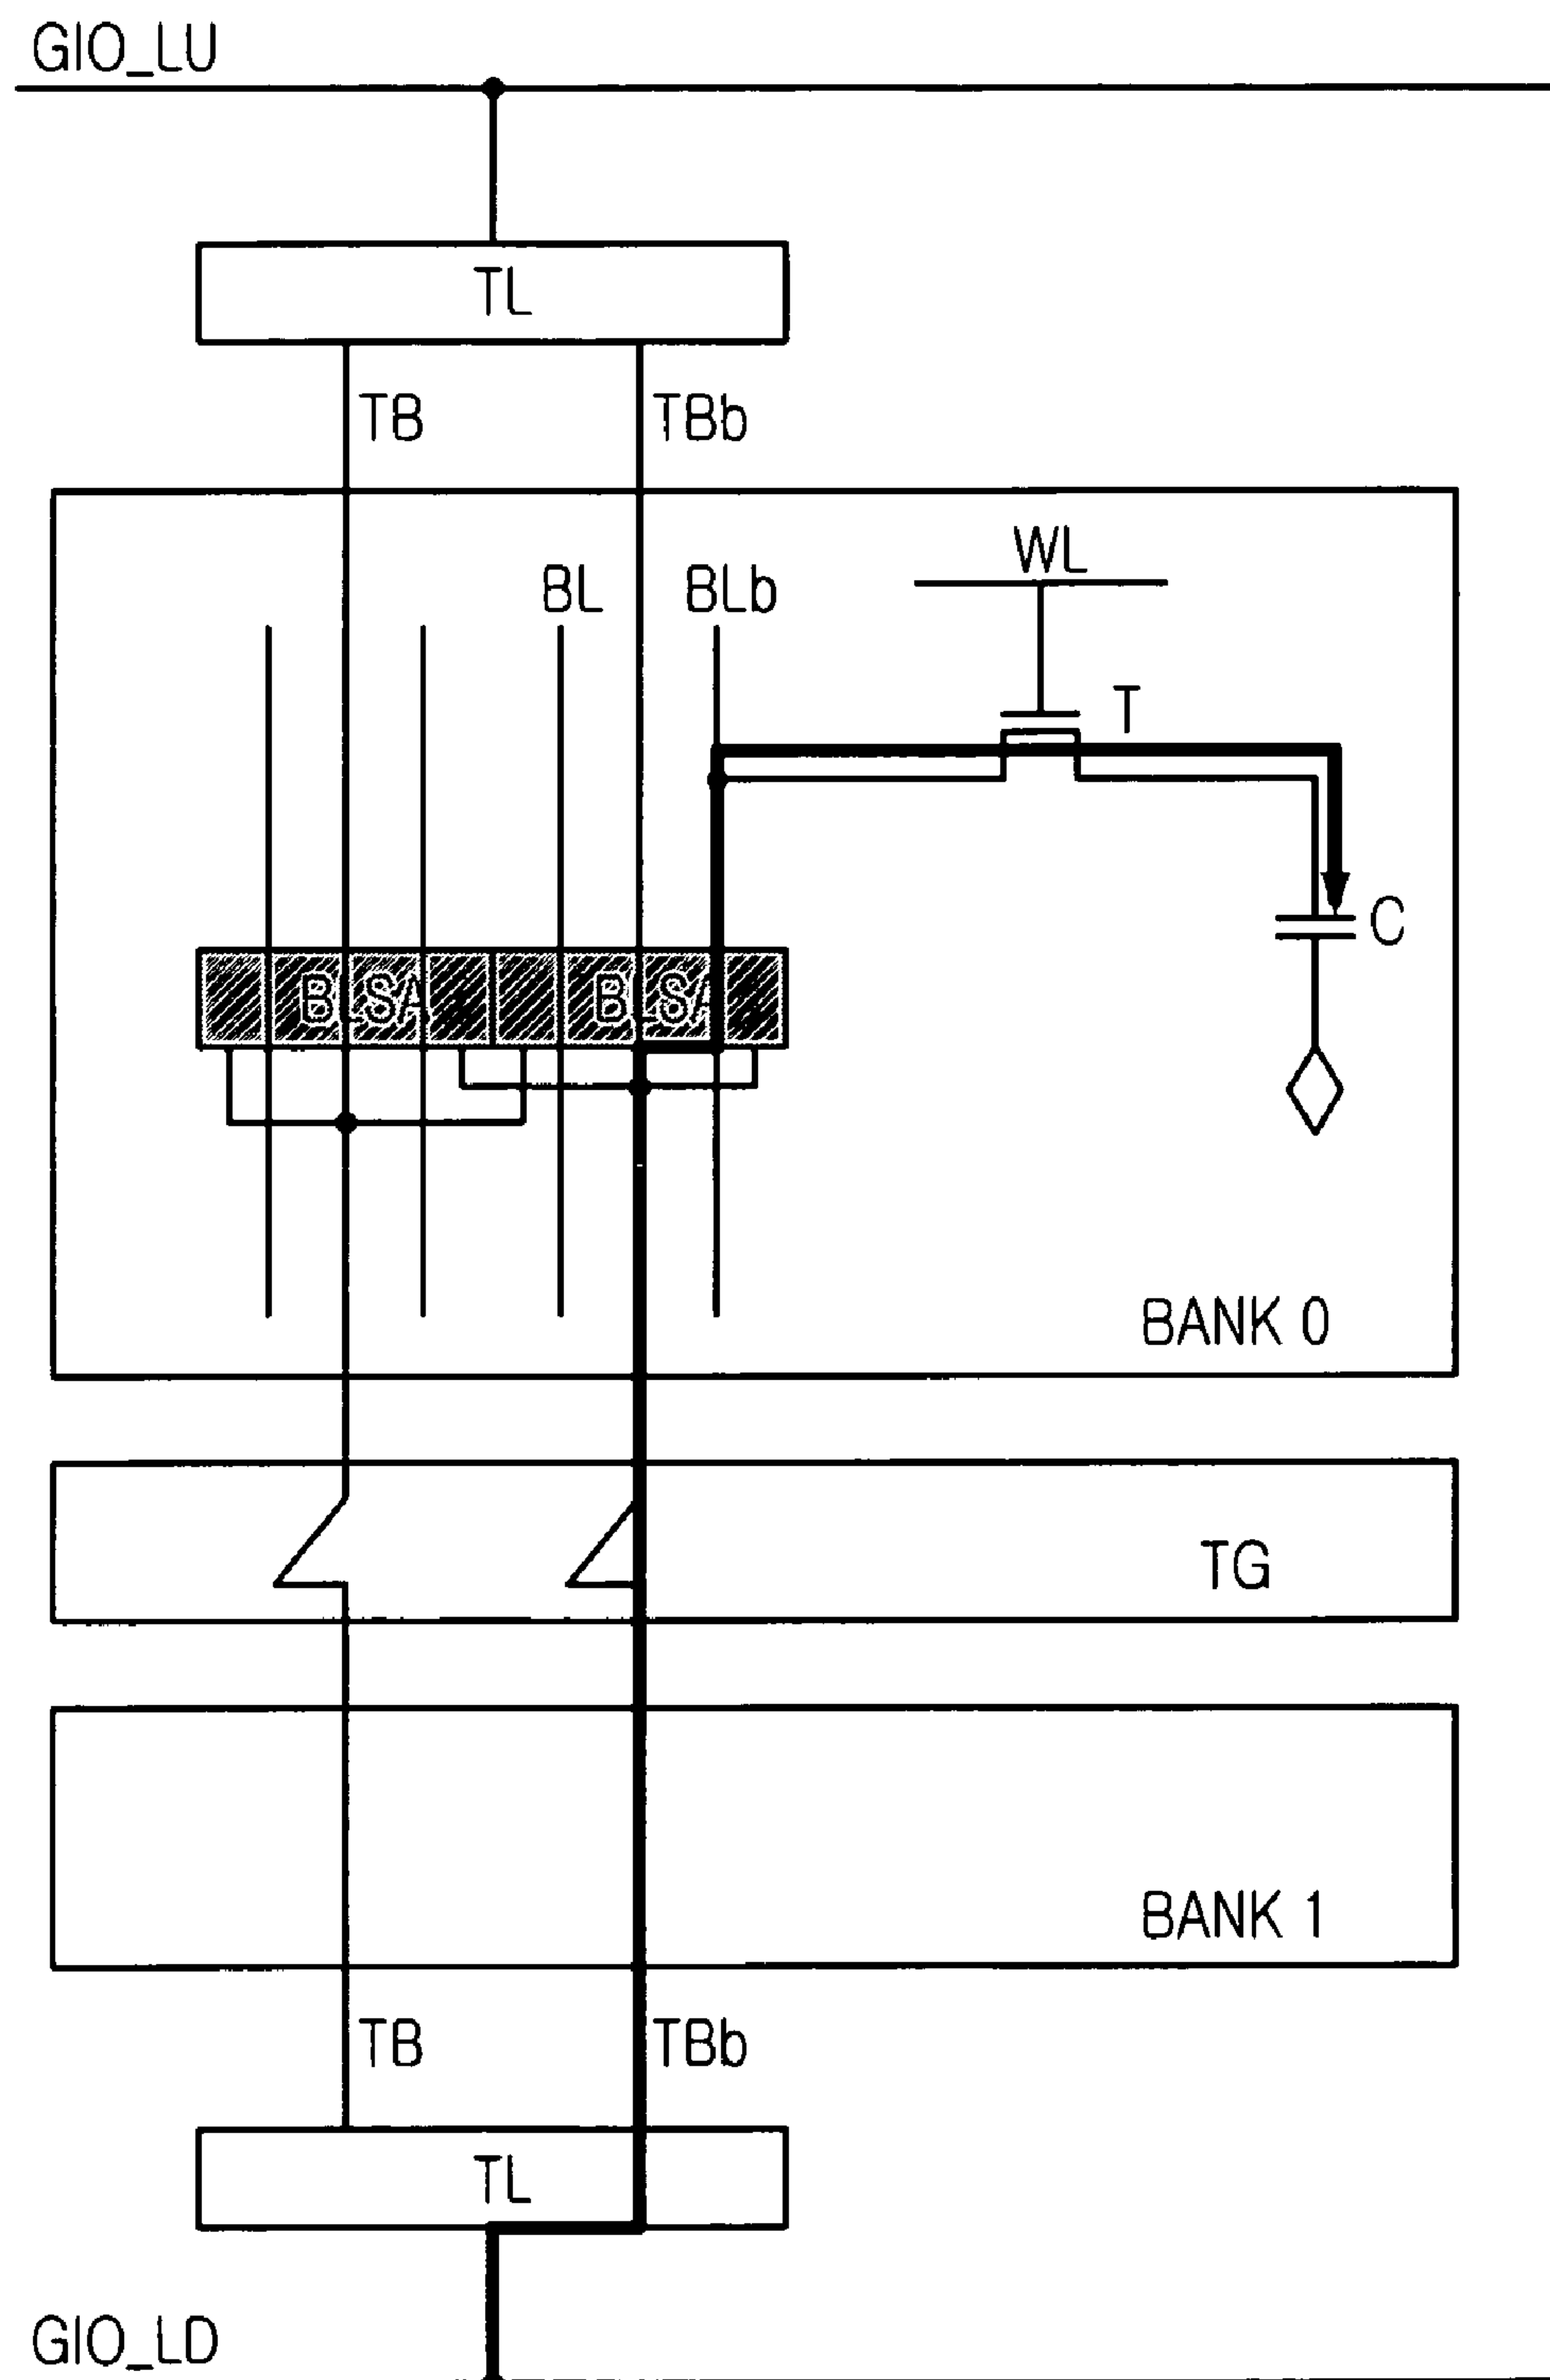 GIO_LU
TL
TB TBb
WL
BL BLb
T
C
BLSA BLSA
BANK 0
TG
BANK 1
TB TBb
TL
GIO_LD